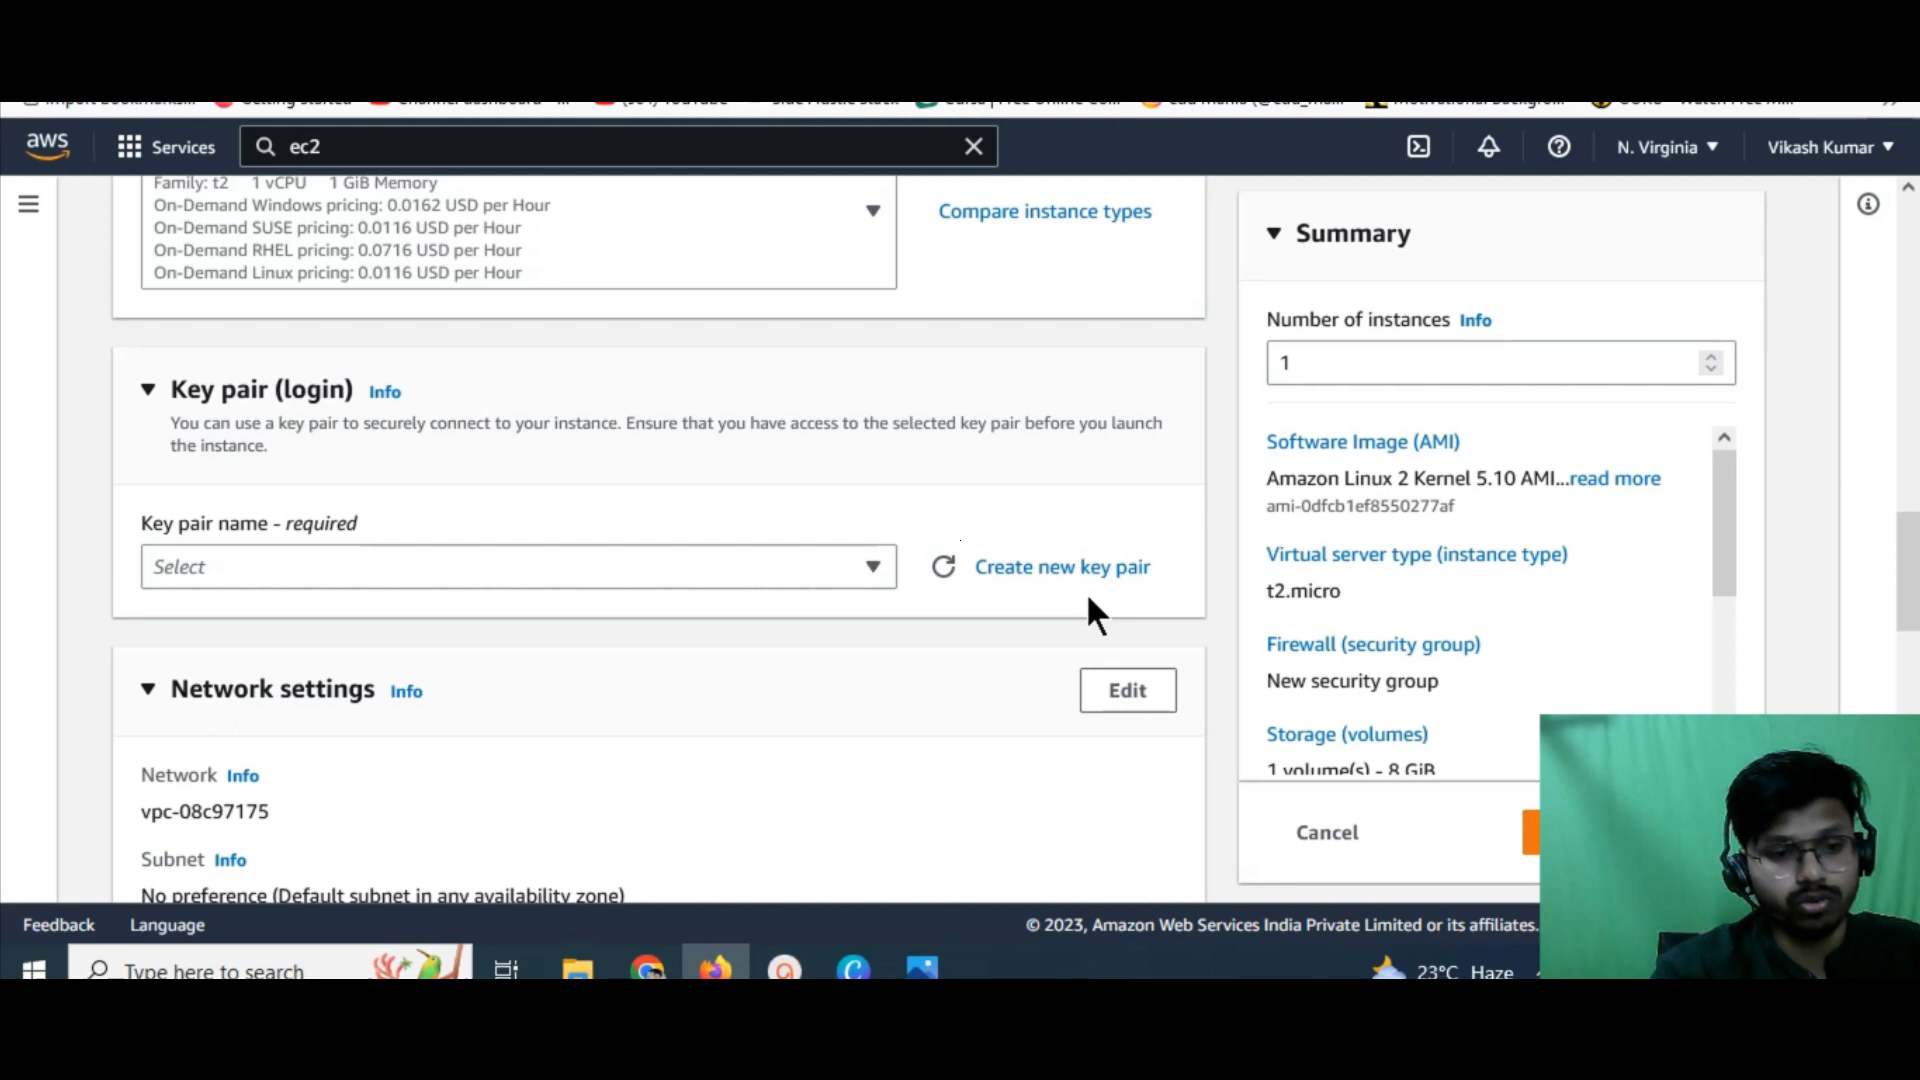 aws
Services
ec2
N. Virginia
Vikash Kumar
Family: t2 1 vCPU 1 GiB Memory
On-Demand Windows pricing: 0.0162 USD per Hour
On-Demand SUSE pricing: 0.0116 USD per Hour
On-Demand RHEL pricing: 0.0716 USD per Hour
On-Demand Linux pricing: 0.0116 USD per Hour
Compare instance types
Key pair (login) Info
You can use a key pair to securely connect to your instance. Ensure that you have access to the selected key pair before you launch
the instance.
Key pair name - required
Select
Create new key pair
Network settings Info
Edit
Network Info
vpc-08c97175
Subnet Info
No preference (Default subnet in any availability zone)
Summary
Number of instances Info
1
Software Image (AMI)
Amazon Linux 2 Kernel 5.10 AMI...read more
ami-0dfcb1ef8550277af
Virtual server type (instance type)
t2.micro
Firewall (security group)
New security group
Storage (volumes)
1 volume(s) - 8 GiB
Cancel
Feedback
Language
© 2023, Amazon Web Services India Private Limited or its affiliates.
Type here to search
23°C Haze